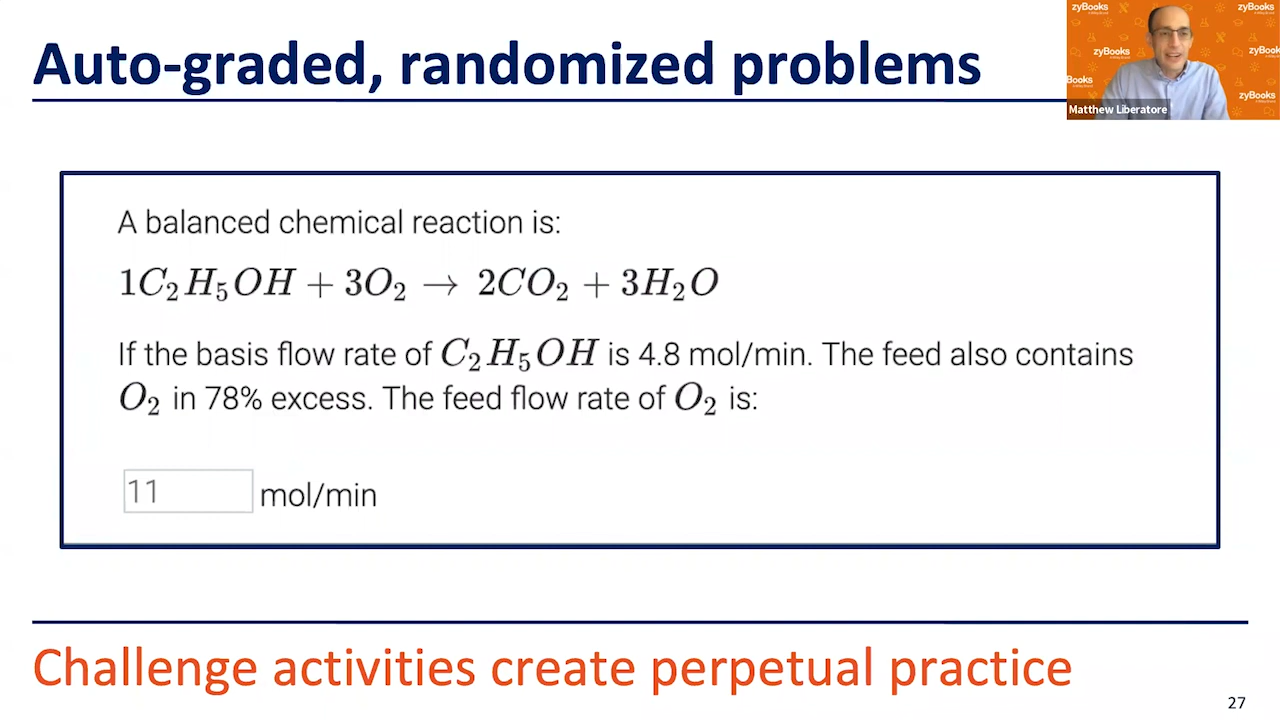 Auto-graded, randomized problems
zyBooks
zyBooks
zyBooks
zyBook
Books
zyBooks
Matthew Liberatore
A balanced chemical reaction is:
1C₂H₅OH + 3O₂ → 2CO₂ + 3H₂O
If the basis flow rate of C₂H₅OH is 4.8 mol/min. The feed also contains
O₂ in 78% excess. The feed flow rate of O₂ is:
11 mol/min
Challenge activities create perpetual practice
27